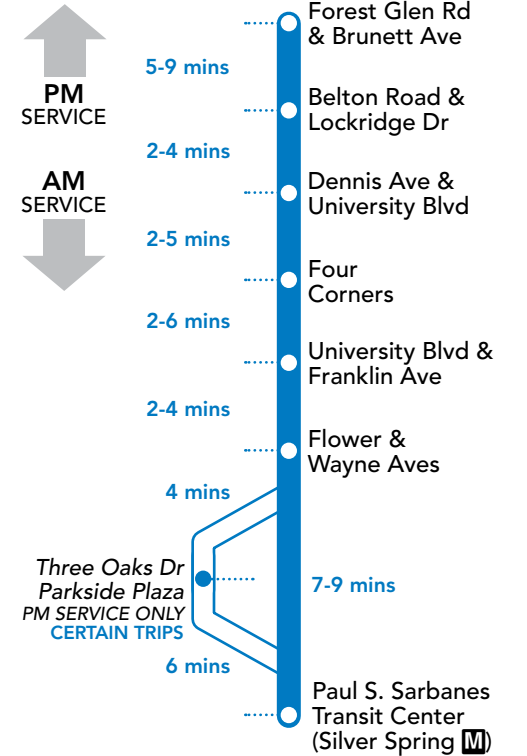 Forest Glen Rd
& Brunett Ave
5-9 mins
PM
SERVICE
Belton Road &
Lockridge Dr
2-4 mins
AM
SERVICE
Dennis Ave &
University Blvd
2-5 mins
Four
Corners
2-6 mins
University Blvd &
Franklin Ave
2-4 mins
Flower &
Wayne Aves
4 mins
Three Oaks Dr
Parkside Plaza
PM SERVICE ONLY
CERTAIN TRIPS
7-9 mins
6 mins
Paul S. Sarbanes
Transit Center
(Silver Spring M)